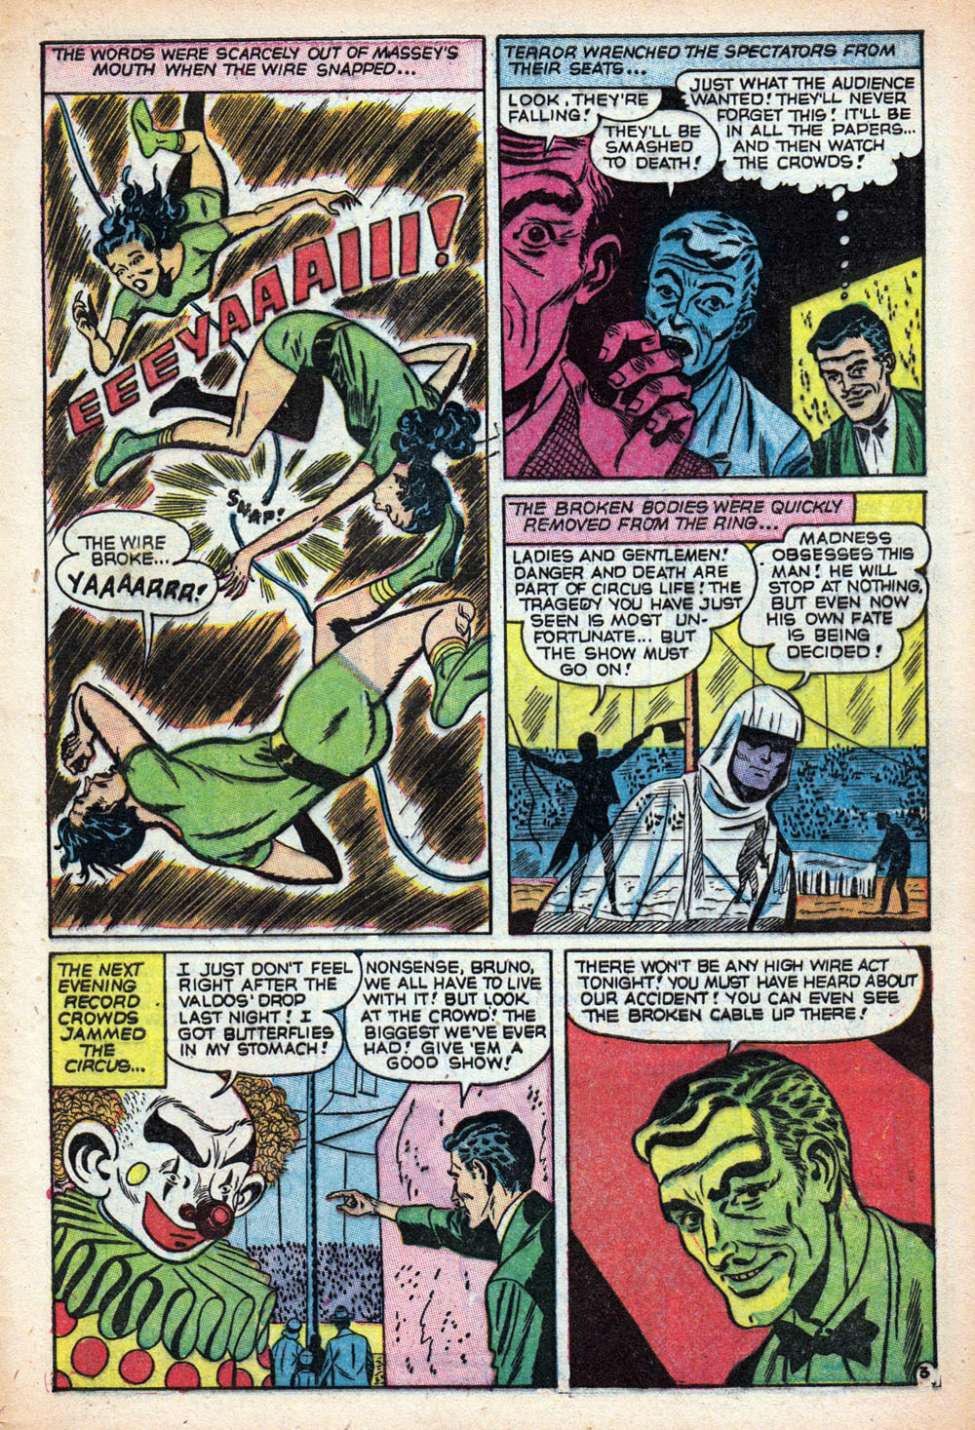 THE WORDS WERE SCARCELY OUT OF MASSEY'S
MOUTH WHEN THE WIRE SNAPPED...
EEEYAAAAIII!
SNAP!
THE WIRE
BROKE...
YAAAARRR!
TERROR WRENCHED THE SPECTATORS FROM
THEIR SEATS...
LOOK, THEY'RE
FALLING!
THEY'LL BE
SMASHED
TO DEATH!
JUST WHAT THE AUDIENCE
WANTED! THEY'LL NEVER
FORGET THIS! IT'LL BE
IN ALL THE PAPERS...
AND THEN WATCH
THE CROWDS!
THE BROKEN BODIES WERE QUICKLY
REMOVED FROM THE RING...
LADIES AND GENTLEMEN!
DANGER AND DEATH ARE
PART OF CIRCUS LIFE! THE
TRAGEDY YOU HAVE JUST
SEEN IS MOST UN-
FORTUNATE... BUT
THE SHOW MUST
GO ON!
MADNESS
OBSESSES THIS
MAN! HE WILL
STOP AT NOTHING,
BUT EVEN NOW
HIS OWN FATE
IS BEING
DECIDED!
THE NEXT
EVENING
RECORD
CROWDS
JAMMED
THE
CIRCUS...
I JUST DON'T FEEL
RIGHT AFTER THE
VALDOS' DROP
LAST NIGHT! I
GOT BUTTERFLIES
IN MY STOMACH!
NONSENSE, BRUNO,
WE ALL HAVE TO LIVE
WITH IT! BUT LOOK
AT THE CROWD! THE
BIGGEST WE'VE EVER
HAD! GIVE 'EM A
GOOD SHOW!
THERE WON'T BE ANY HIGH WIRE ACT
TONIGHT! YOU MUST HAVE HEARD ABOUT
OUR ACCIDENT! YOU CAN EVEN SEE
THE BROKEN CABLE UP THERE!
3